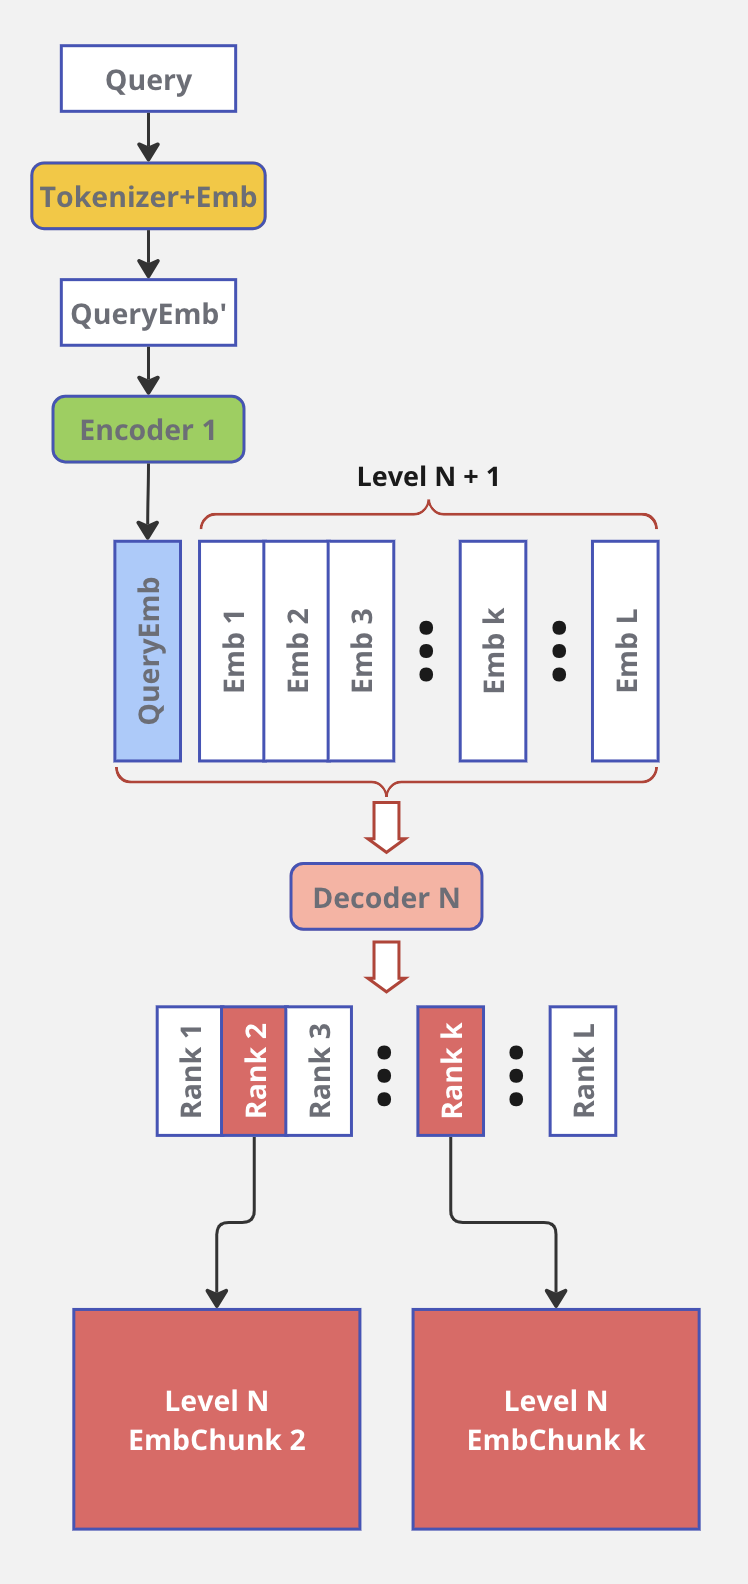 Query
Tokenizer+Emb
QueryEmb'
Encoder 1
Level N + 1
QueryEmb
Emb 1
Emb 2
Emb 3
Emb k
Emb L
Decoder N
Rank 1
Rank 2
Rank 3
Rank k
Rank L
Level N
EmbChunk 2
Level N
EmbChunk k